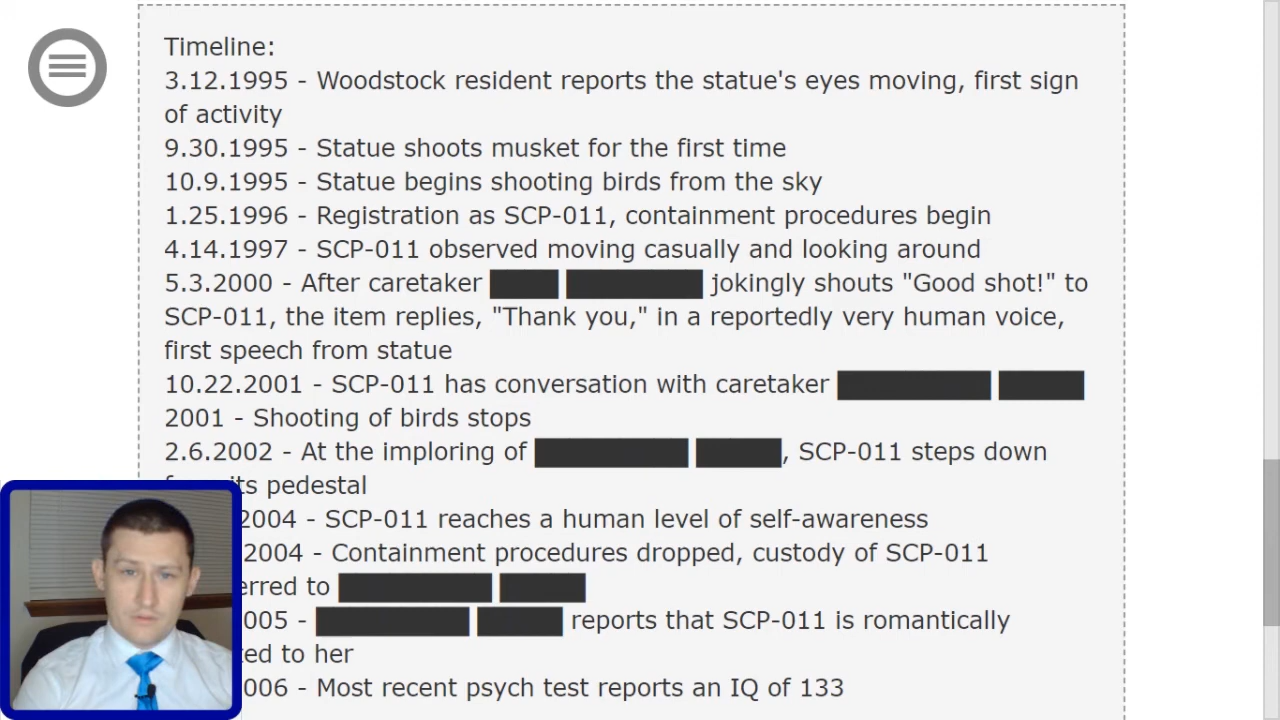 Timeline:
3.12.1995 - Woodstock resident reports the statue's eyes moving, first sign
of activity
9.30.1995 - Statue shoots musket for the first time
10.9.1995 - Statue begins shooting birds from the sky
1.25.1996 - Registration as SCP-011, containment procedures begin
4.14.1997 - SCP-011 observed moving casually and looking around
5.3.2000 - After caretaker ████ ████████ jokingly shouts "Good shot!" to
SCP-011, the item replies, "Thank you," in a reportedly very human voice,
first speech from statue
10.22.2001 - SCP-011 has conversation with caretaker █████████ █████
2001 - Shooting of birds stops
2.6.2002 - At the imploring of █████████ █████, SCP-011 steps down
its pedestal
2004 - SCP-011 reaches a human level of self-awareness
2004 - Containment procedures dropped, custody of SCP-011
to █████████ █████
- █████████ █████ reports that SCP-011 is romantically
to her
- Most recent psych test reports an IQ of 133